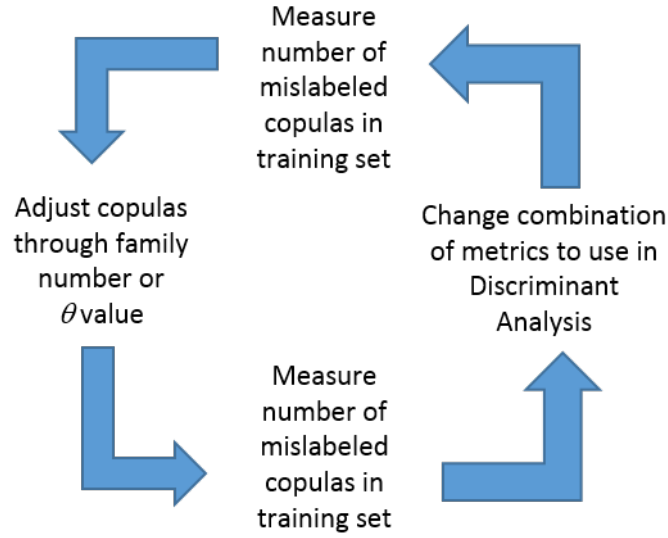 Measure
number of
mislabeled
copulas in
training set
Adjust copulas
through family
number or
θ value
Change combination
of metrics to use in
Discriminant
Analysis
Measure
number of
mislabeled
copulas in
training set